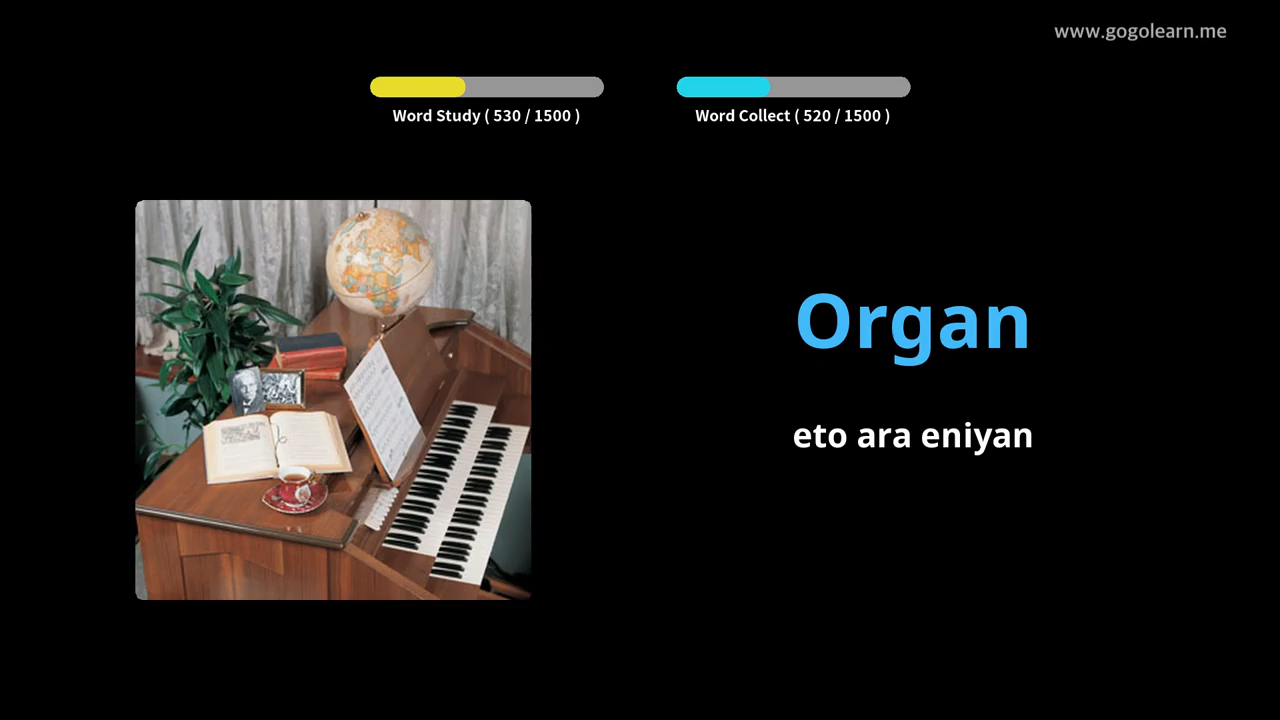 www.gogolearn.me
Word Study ( 530 / 1500 )
Word Collect ( 520 / 1500 )
Organ
eto ara eniyan